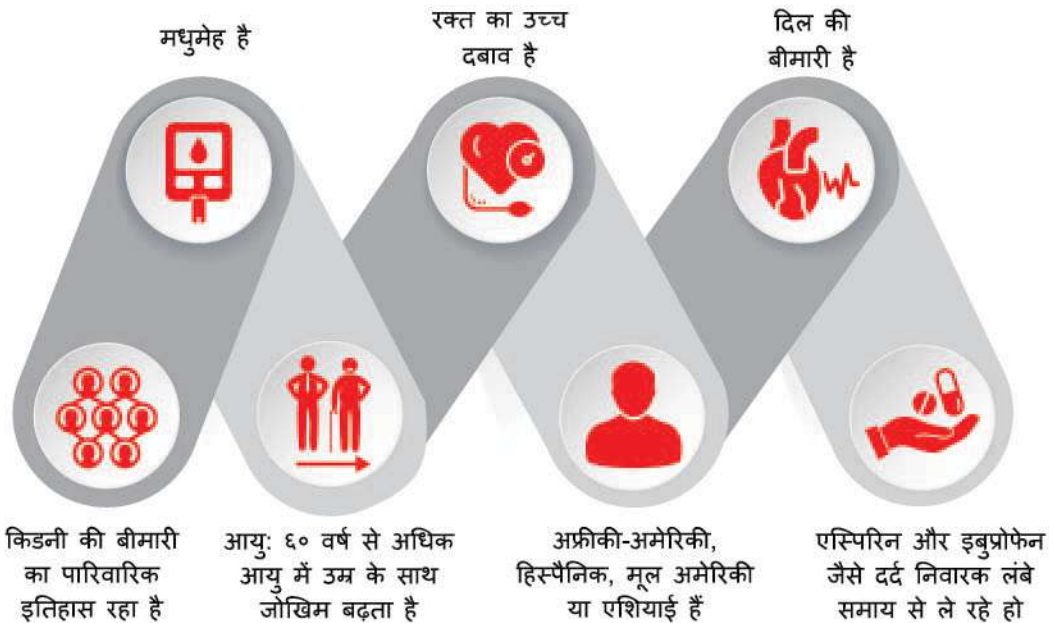 मधुमेह है
रक्त का उच्च
दबाव है
दिल की
बीमारी है
किडनी की बीमारी
का पारिवारिक
इतिहास रहा है
आयु: ६० वर्ष से अधिक
आयु में उम्र के साथ
जोखिम बढ़ता है
अफ्रीकी-अमेरिकी,
हिस्पैनिक, मूल अमेरिकी
या एशियाई हैं
एस्पिरिन और इबुप्रोफेन
जैसे दर्द निवारक लंबे
समय से ले रहे हो